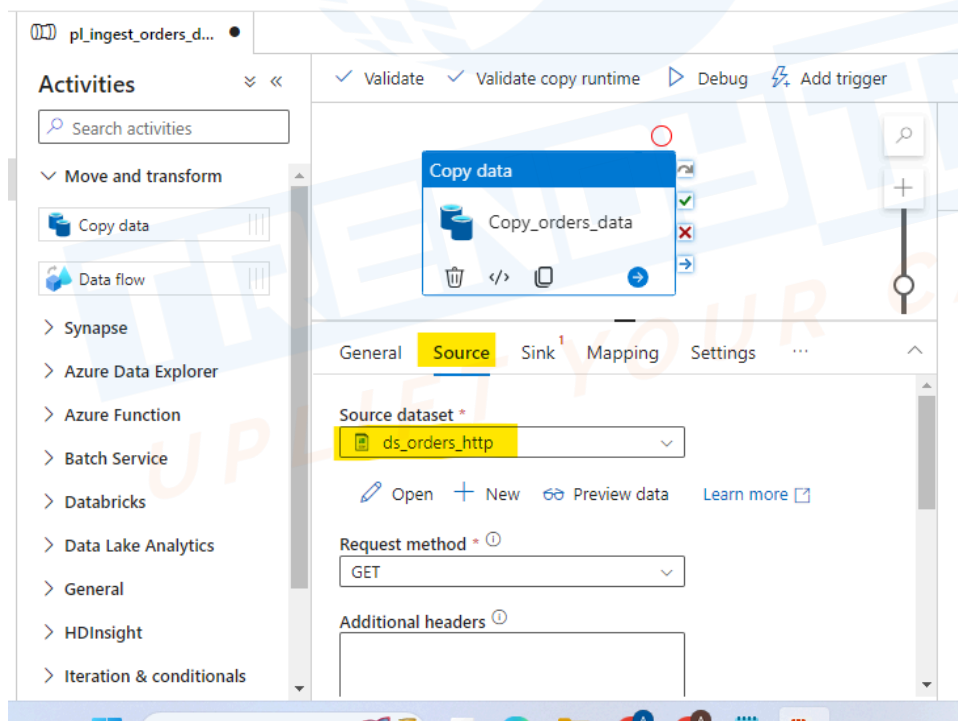 pl_ingest_orders_d...
Activities
Search activities
Move and transform
Copy data
Data flow
Synapse
Azure Data Explorer
Azure Function
Batch Service
Databricks
Data Lake Analytics
General
HDInsight
Iteration & conditionals
Validate
Validate copy runtime
Debug
Add trigger
Copy data
Copy_orders_data
General
Source
Sink 1
Mapping
Settings
...
Source dataset *
ds_orders_http
Open
New
Preview data
Learn more
Request method *
GET
Additional headers
UPLIFT YOUR